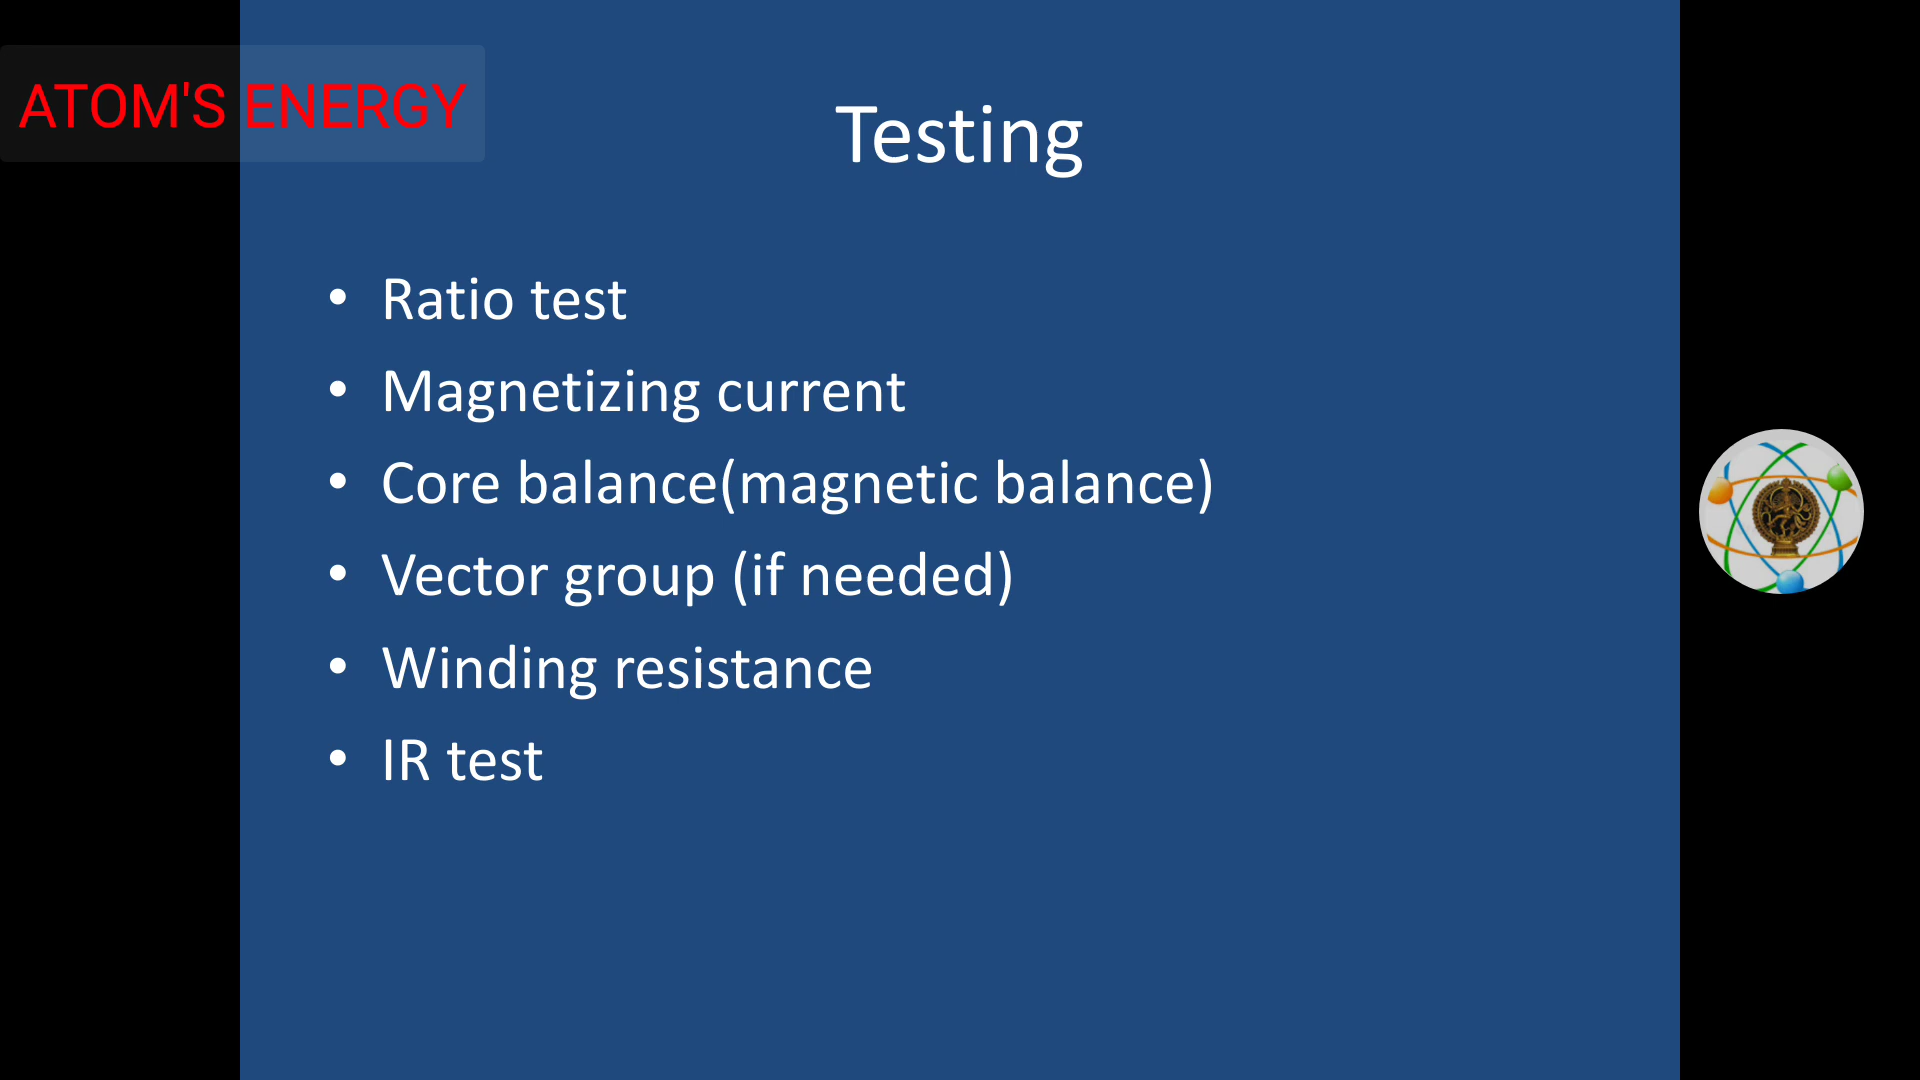 ATOM'S ENERGY
Testing
• Ratio test
• Magnetizing current
• Core balance(magnetic balance)
• Vector group (if needed)
• Winding resistance
• IR test